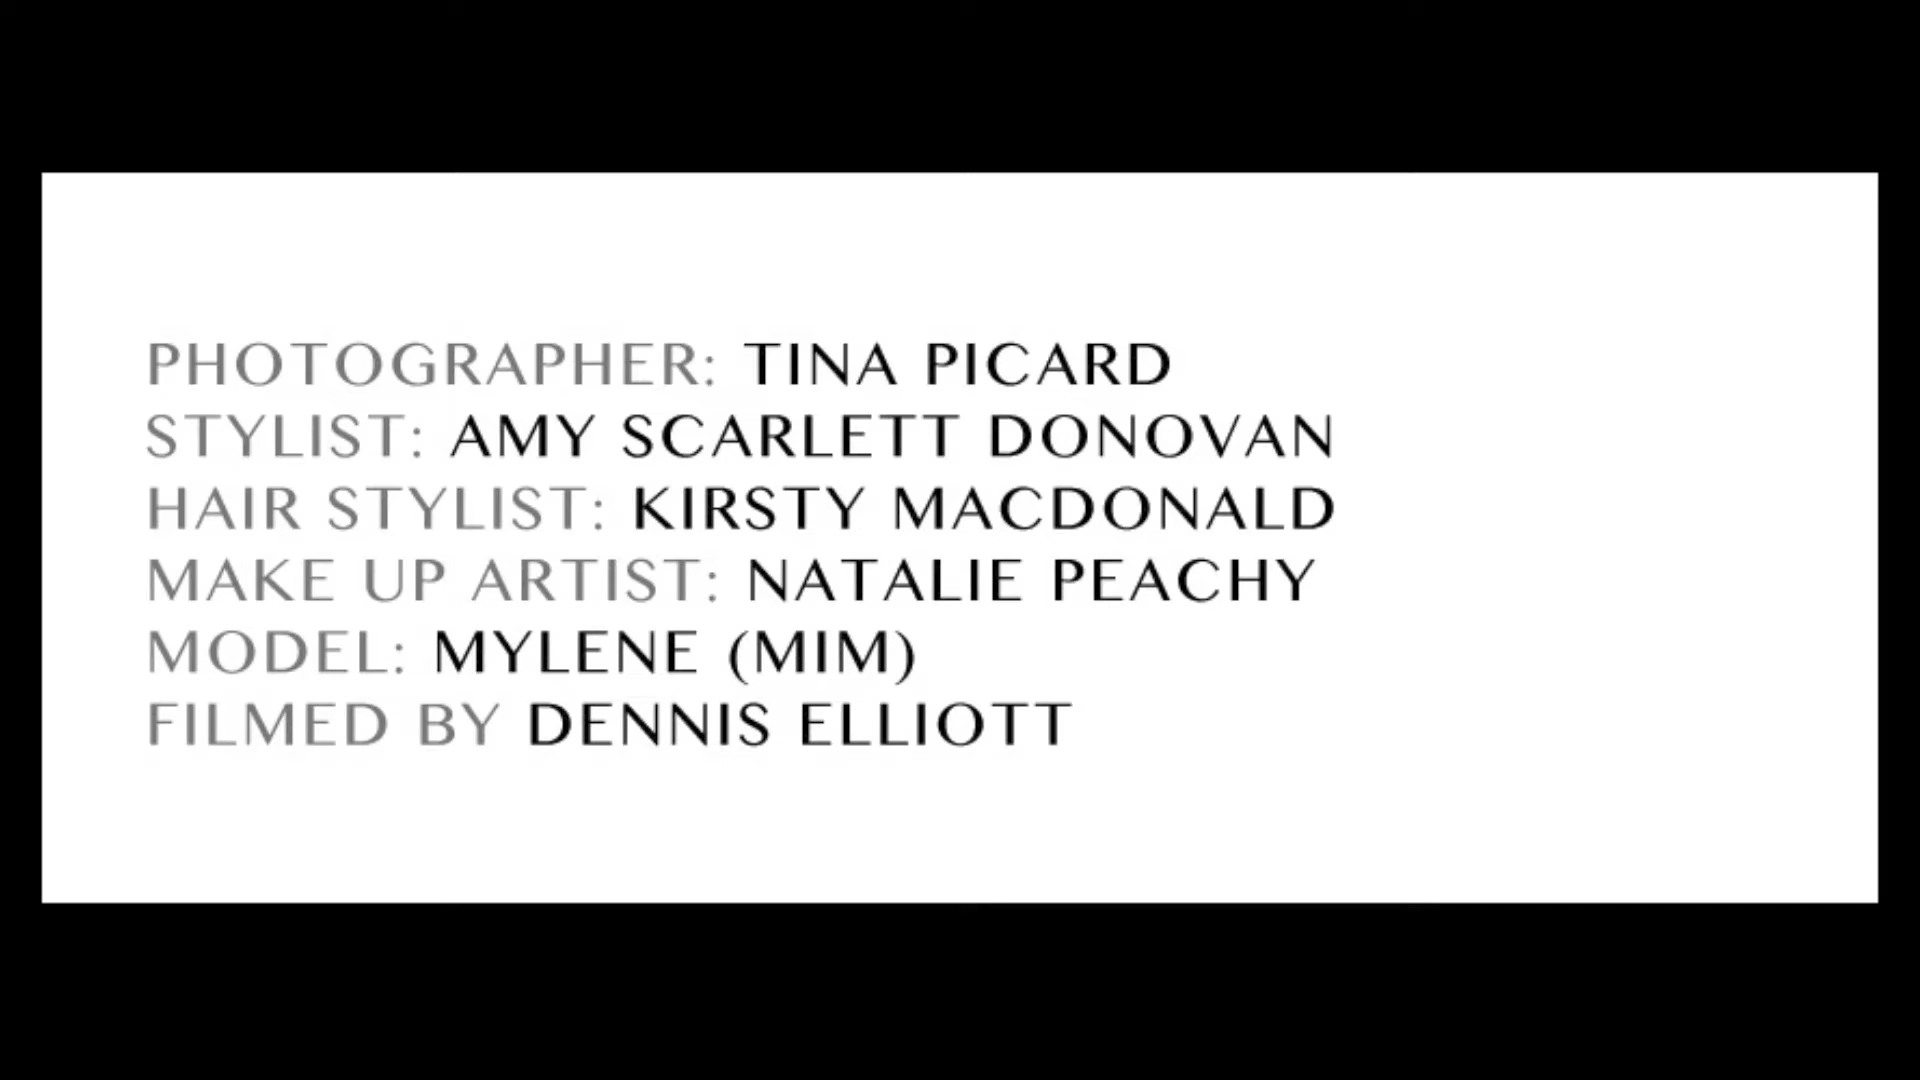 PHOTOGRAPHER: TINA PICARD
STYLIST: AMY SCARLETT DONOVAN
HAIR STYLIST: KIRSTY MACDONALD
MAKE UP ARTIST: NATALIE PEACHY
MODEL: MYLENE (MIM)
FILMED BY DENNIS ELLIOTT